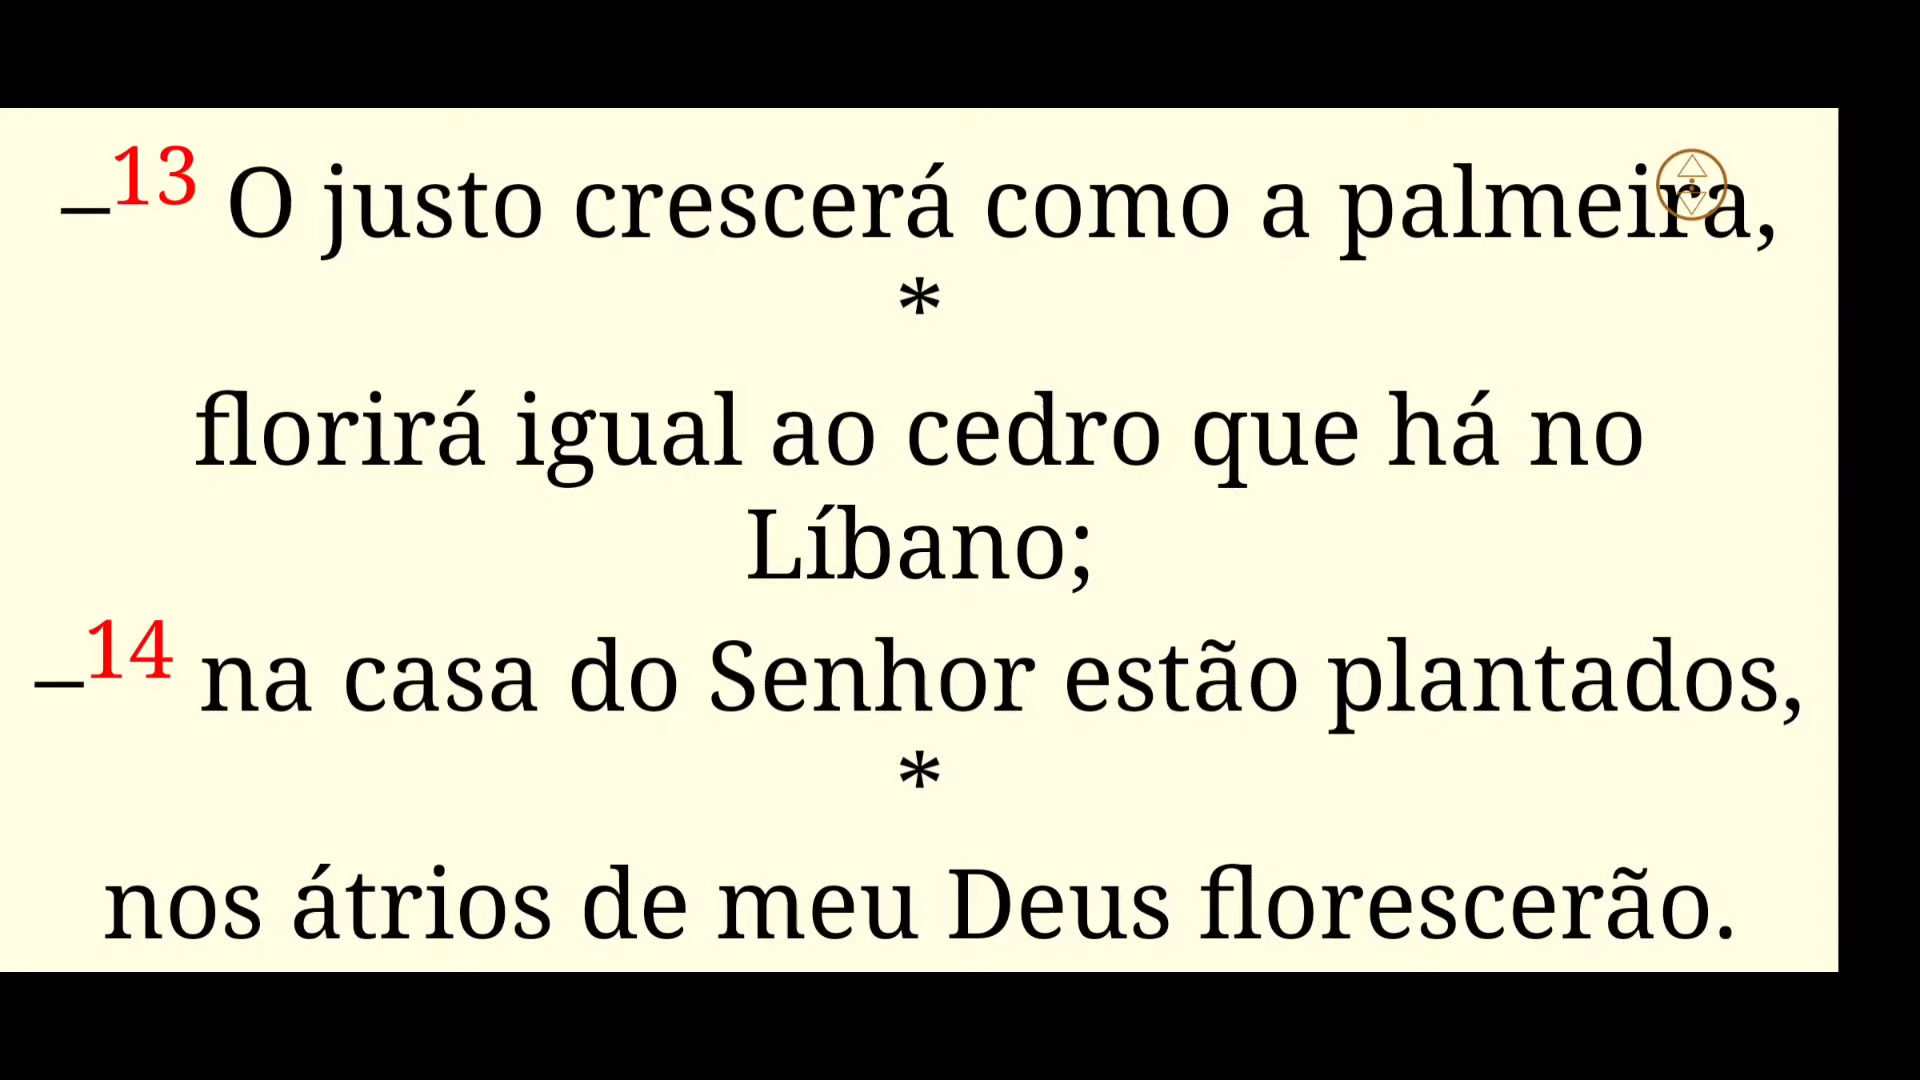 –13 O justo crescerá como a palmeira,
*
florirá igual ao cedro que há no
Líbano;
–14 na casa do Senhor estão plantados,
*
nos átrios de meu Deus florescerão.